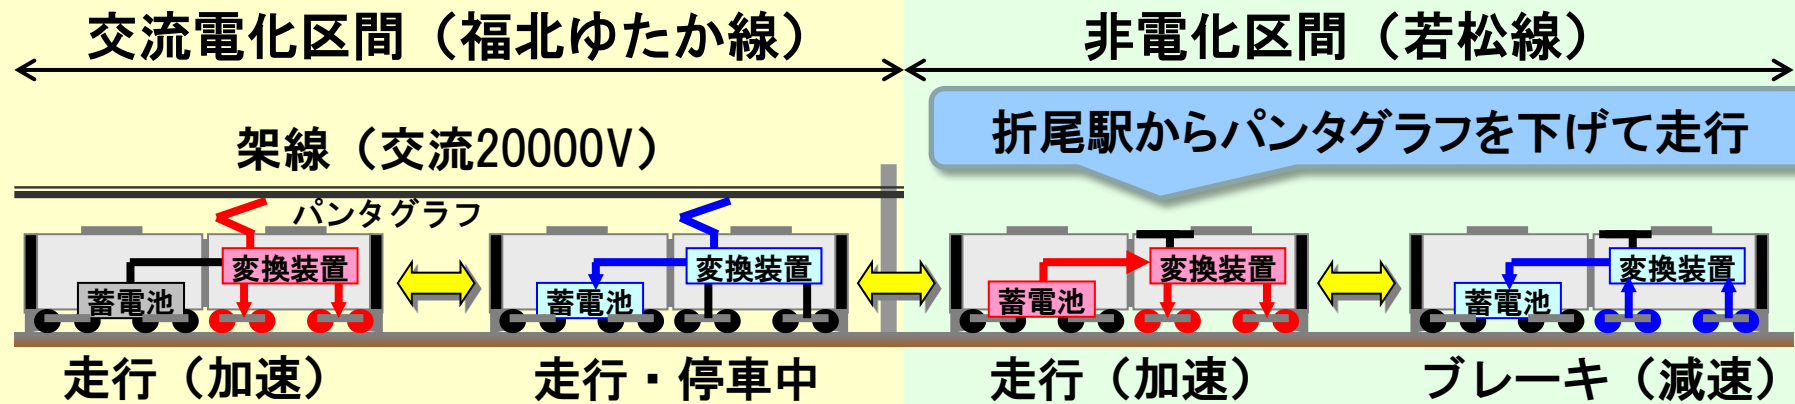 交流電化区間（福北ゆたか線）
非電化区間（若松線）
折尾駅からパンタグラフを下げて走行
架線（交流20000V）
パンタグラフ
変換装置
蓄電池
変換装置
蓄電池
変換装置
蓄電池
変換装置
蓄電池
走行（加速）
走行・停車中
走行（加速）
ブレーキ（減速）